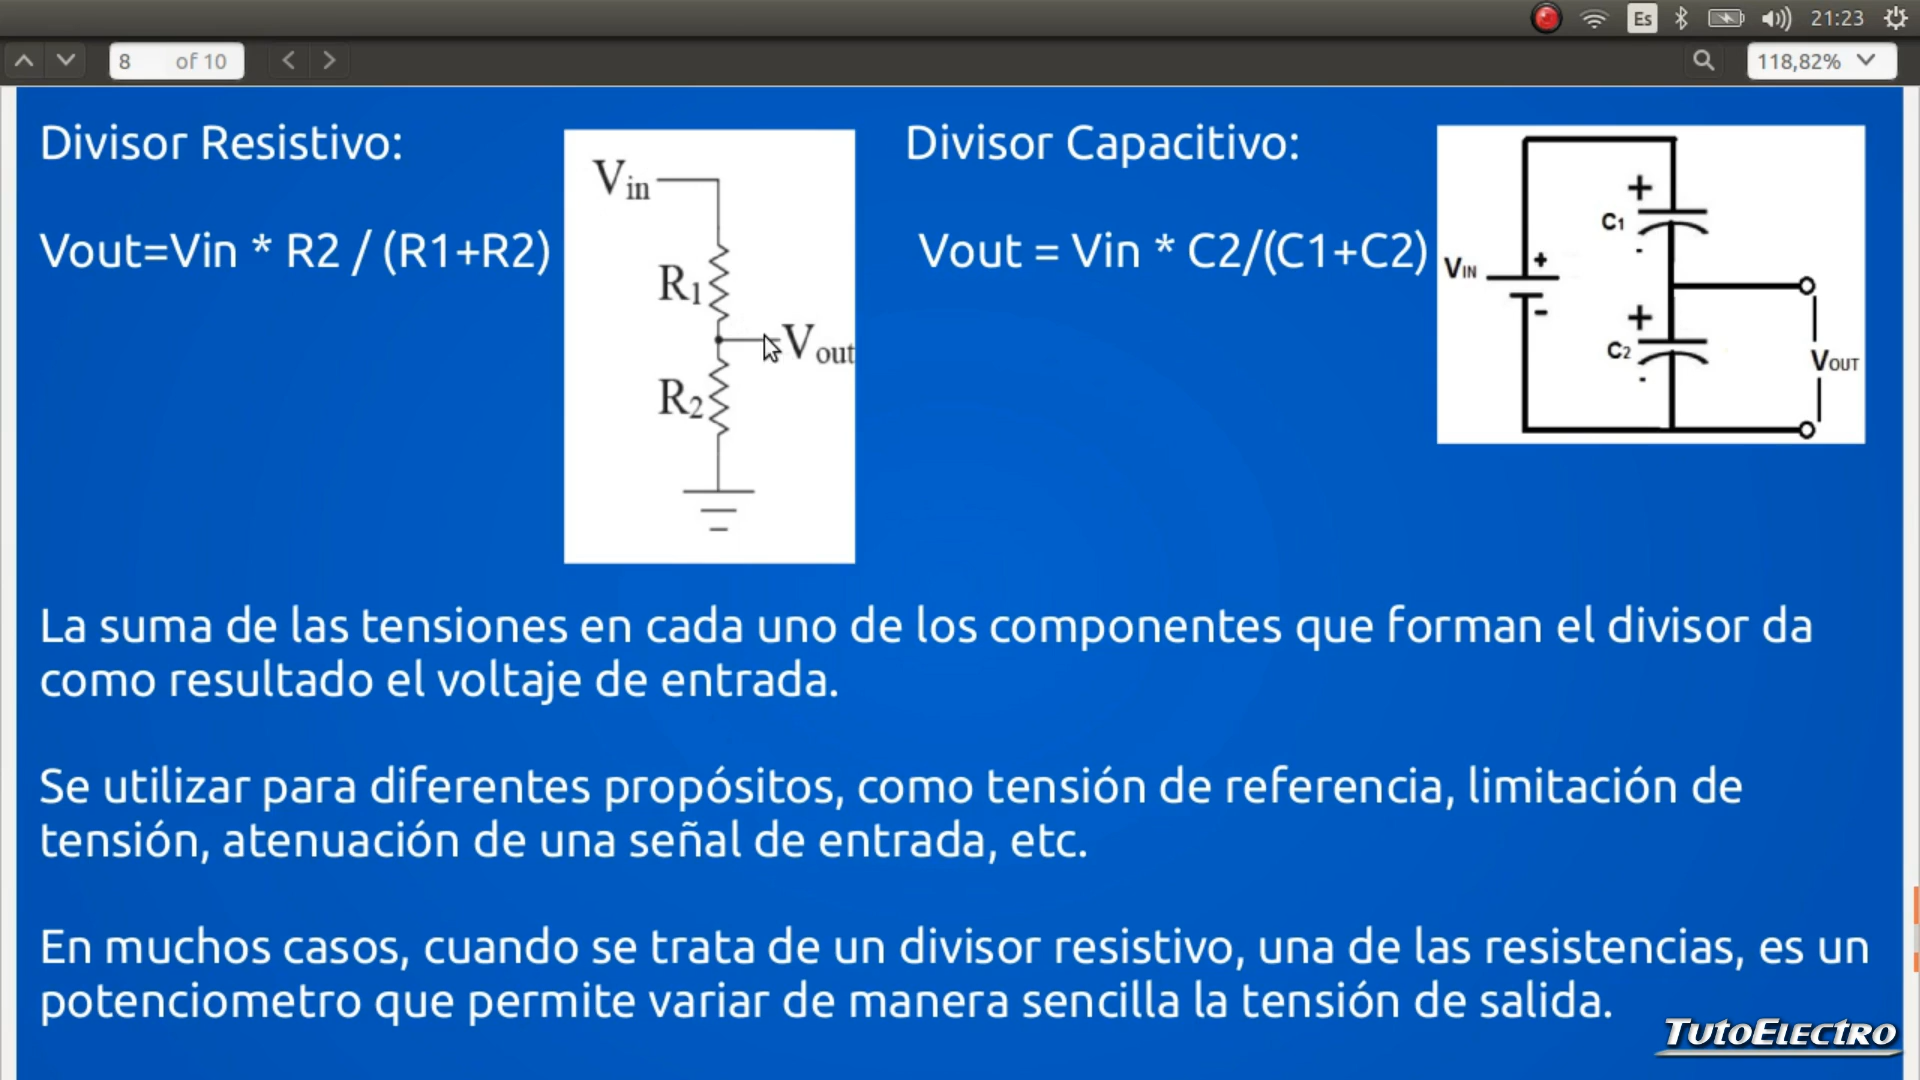 Es 21:23
8 of 10 118,82%
Divisor Resistivo:
Vout=Vin * R2 / (R1+R2)
Vin
R1
Vout
R2
Divisor Capacitivo:
Vout = Vin * C2/(C1+C2)
+
C1
-
VIN
+
-
+
C2
-
VOUT
La suma de las tensiones en cada uno de los componentes que forman el divisor da
como resultado el voltaje de entrada.
Se utilizar para diferentes propósitos, como tensión de referencia, limitación de
tensión, atenuación de una señal de entrada, etc.
En muchos casos, cuando se trata de un divisor resistivo, una de las resistencias, es un
potenciometro que permite variar de manera sencilla la tensión de salida.
TutoElectro